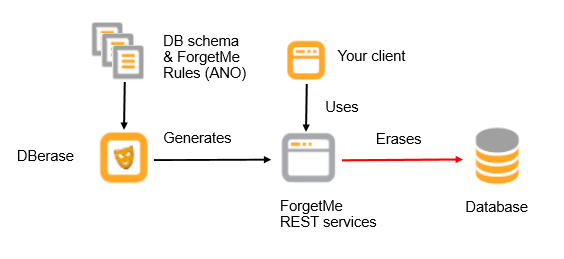 DB schema
& ForgetMe
Rules (ANO)
Your client
Uses
DBerase
Generates
Erases
ForgetMe
REST services
Database